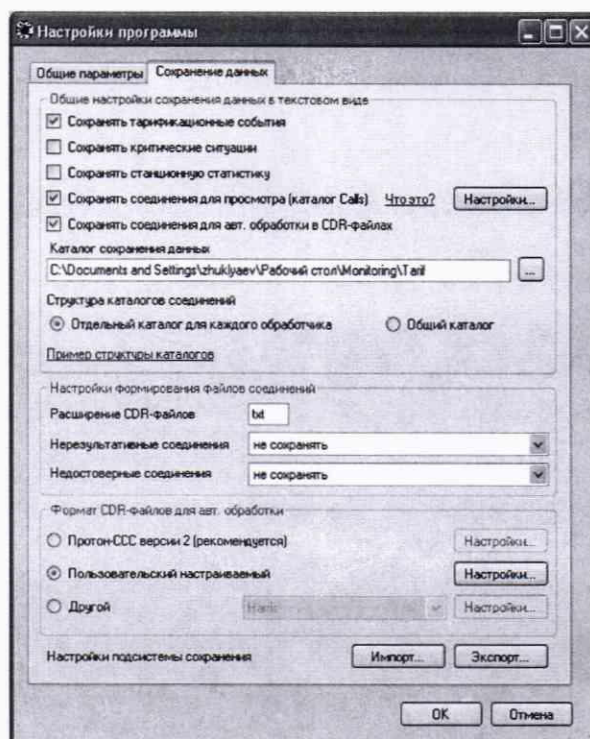 Настройки программы
Общие параметры Сохранение данных
Общие настройки сохранения данных в текстовом виде
Сохранять тарификационные события
Сохранять критические ситуации
Сохранять станционную статистику
Сохранять соединения для просмотра (каталог Calls) Что это? Настройки...
Сохранять соединения для авт. обработки в CDR-файлах
Каталог сохранения данных
C:\Documents and Settings\zhuklyaev\Рабочий стол\Monitoring\Tarif ...
Структура каталогов соединений
Отдельный каталог для каждого обработчика Общий каталог
Пример структуры каталогов
Настройки формирования файлов соединений
Расширение CDR-файлов txt
Нерезультативные соединения не сохранять
Недостоверные соединения не сохранять
Формат CDR-файлов для авт. обработки
Протон-ССС версии 2 (рекомендуется) Настройки...
Пользовательский настраиваемый Настройки...
Другой Настройки...
Настройки подсистемы сохранения Импорт... Экспорт...
OK Отмена